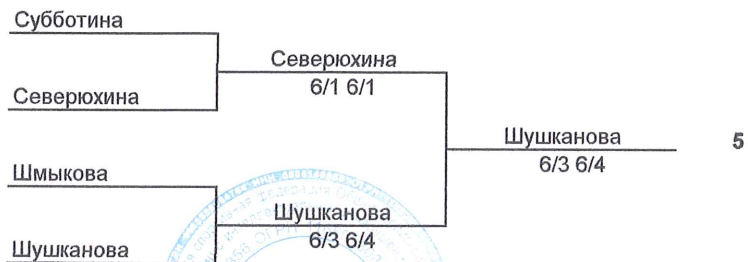 Субботина
Северюхина
6/1 6/1
Северюхина
Шушканова
5
6/3 6/4
Шмыкова
Шушканова
6/3 6/4
Шушканова